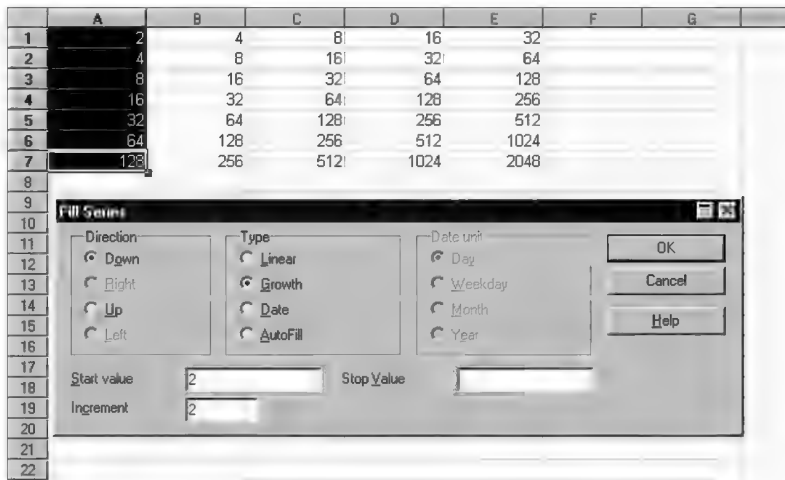 A B C D E F G
1 2 4 8 16 32
2 4 8 16 32 64
3 8 16 32 64 128
4 16 32 64 128 256
5 32 64 128 256 512
6 64 128 256 512 1024
7 128 256 512 1024 2048
8
9
10
11
12
13
14
15
16
17
18
19
20
21
22
Fill Series
Direction
Down
Right
Up
Left
Type
Linear
Growth
Date
AutoFill
Date unit
Day
Weekday
Month
Year
OK
Cancel
Help
Start value 2
Stop Value
Increment 2